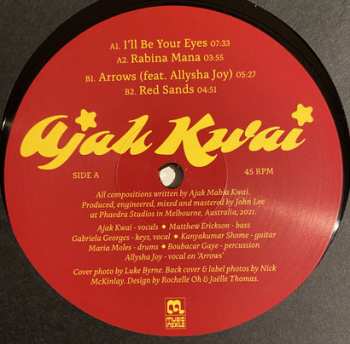 A1. I'll Be Your Eyes 07:33
A2. Rabina Mana 03:55
B1. Arrows (feat. Allysha Joy) 05:27
B2. Red Sands 04:51
Ajak Kwai
SIDE A
45 RPM
All compositions written by Ajak Mabia Kwai.
Produced, engineered, mixed and mastered by John Lee
at Phaedra Studios in Melbourne, Australia, 2021.
Ajak Kwai - vocals • Matthew Erickson - bass
Gabriela Georges - keys, vocal • Kanyakumar Shome - guitar
Maria Moles - drums • Boubacar Gaye - percussion
Allysha Joy - vocal on 'Arrows'
Cover photo by Luke Byrne. Back cover & label photos by Nick
McKinlay. Design by Rochelle Oh & Joëlle Thomas.
MUSIC
IN EXILE